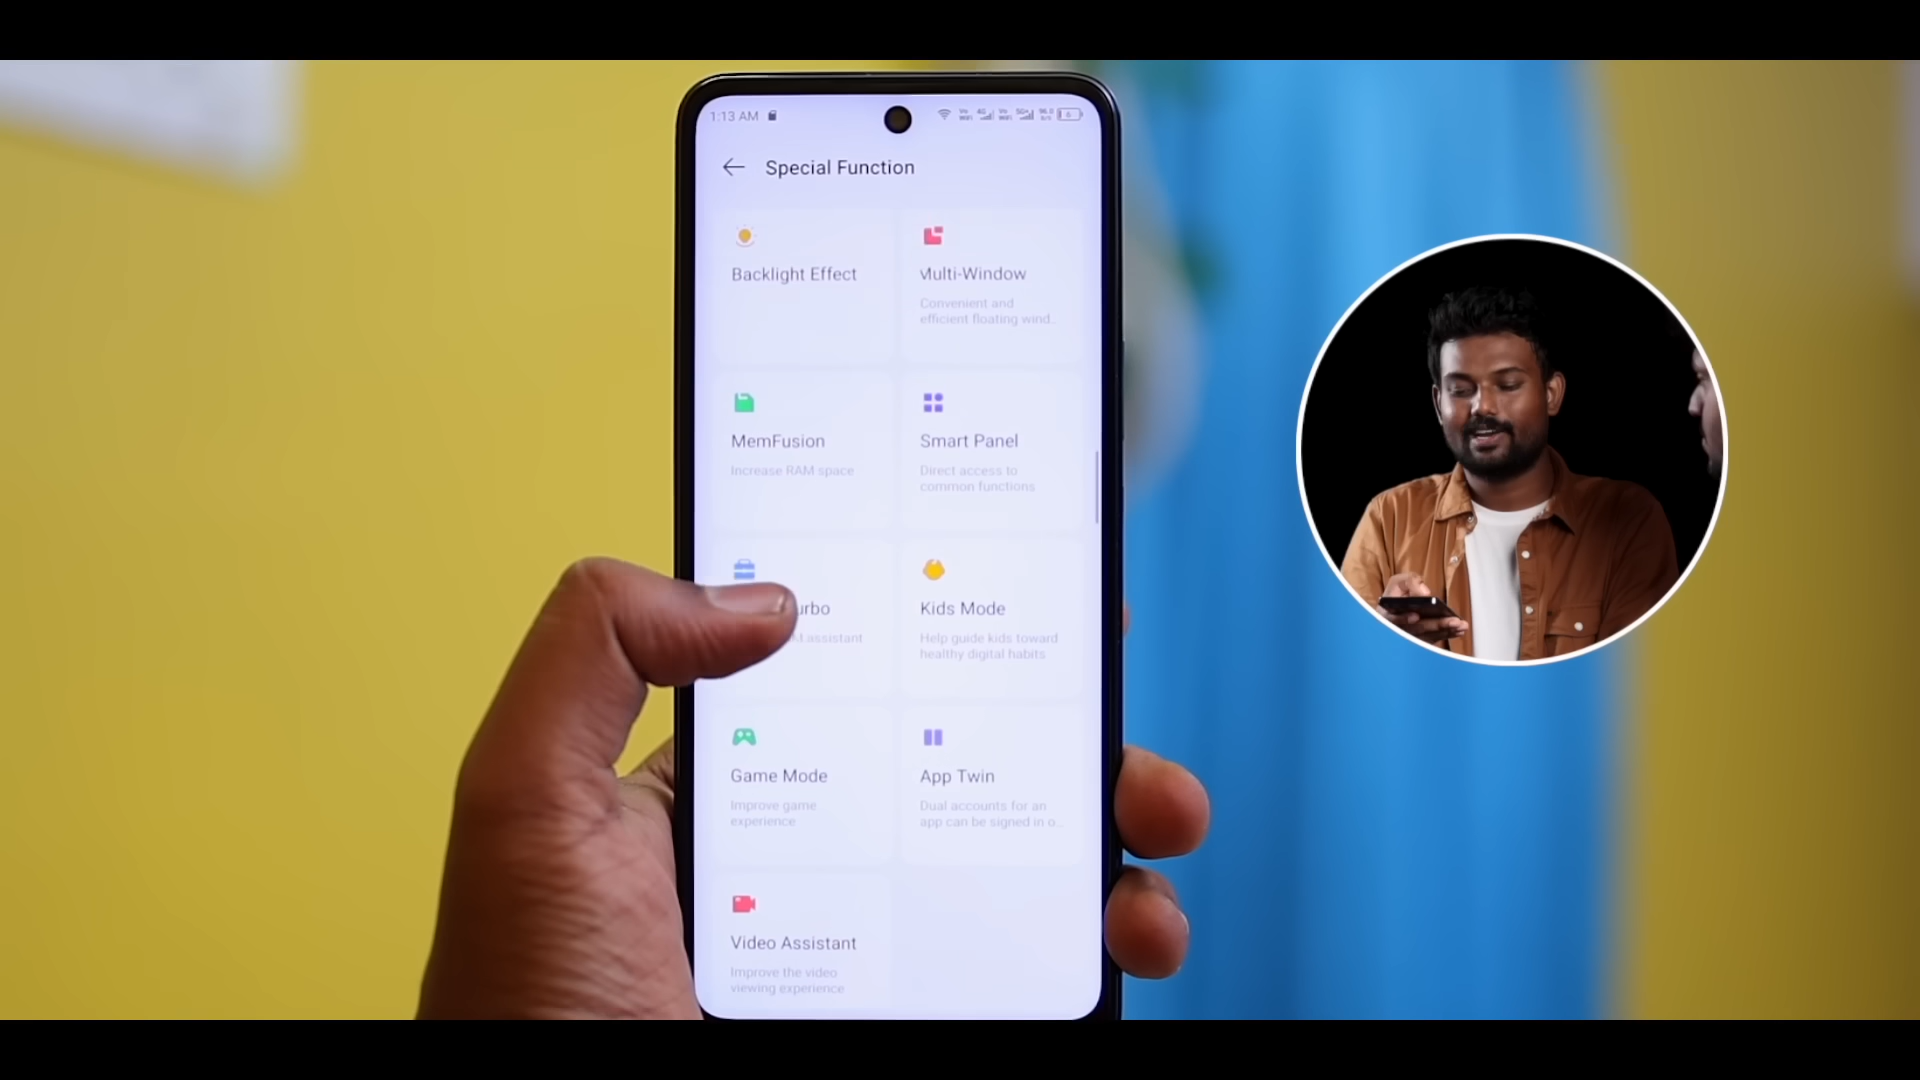 1:13 AM
Special Function
Backlight Effect
Multi-Window
Convenient and
efficient floating wind...
MemFusion
Increase RAM space
Smart Panel
Direct access to
common functions
urbo
assistant
Kids Mode
Help guide kids toward
healthy digital habits
Game Mode
Improve game
experience
App Twin
Dual accounts for an
app can be signed in o...
Video Assistant
Improve the video
viewing experience